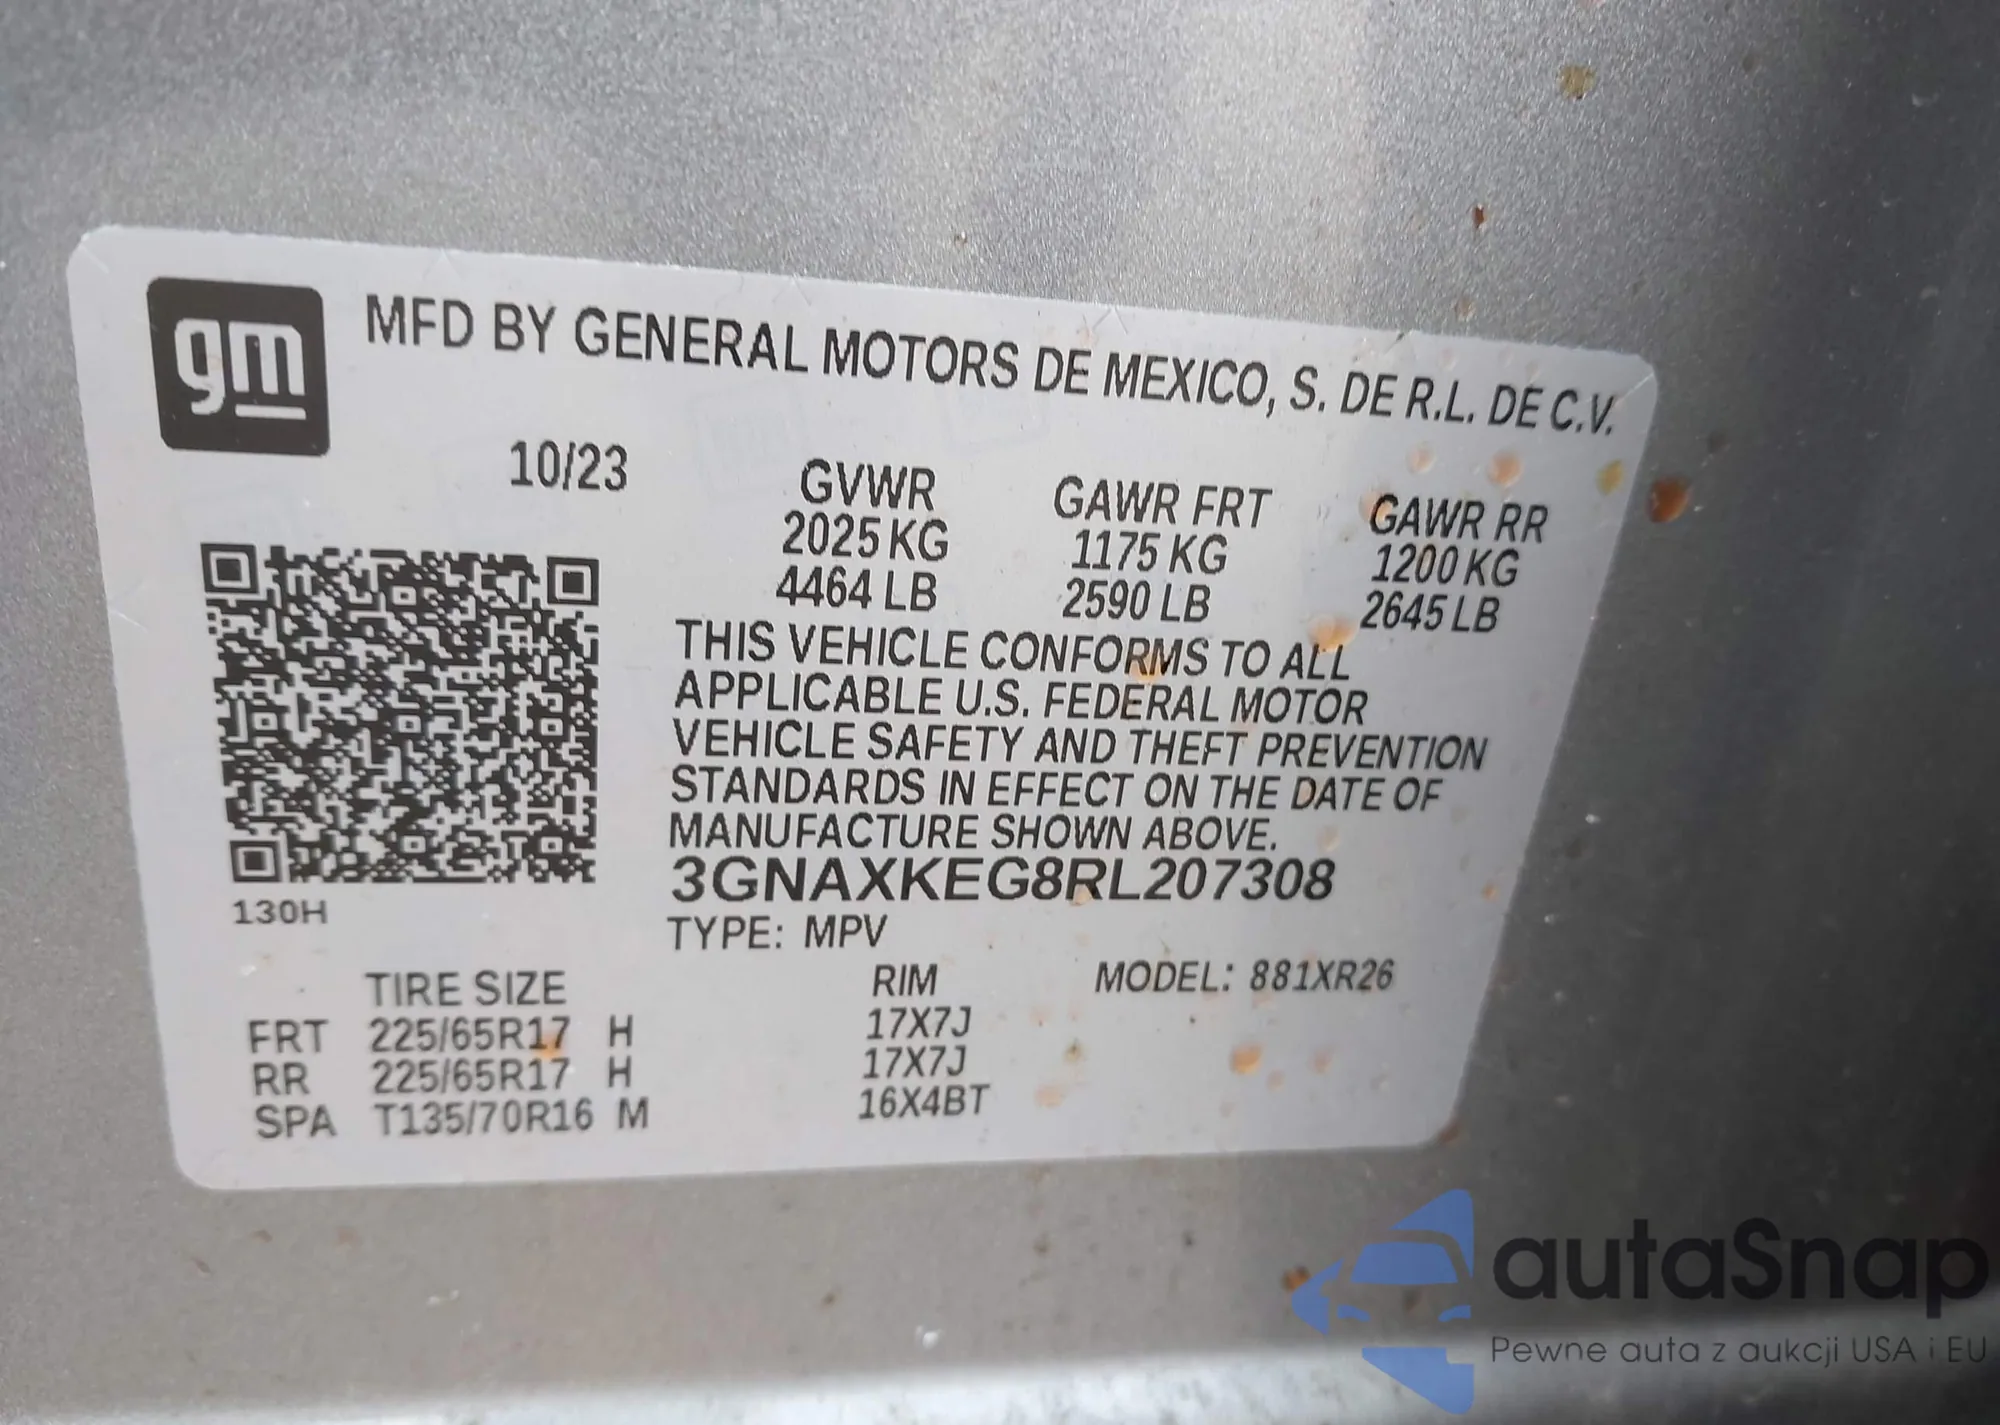 gm
MFD BY GENERAL MOTORS DE MEXICO, S. DE R.L. DE C.V.
10/23
GVWR GAWR FRT GAWR RR
2025 KG 1175 KG 1200 KG
4464 LB 2590 LB 2645 LB
THIS VEHICLE CONFORMS TO ALL
APPLICABLE U.S. FEDERAL MOTOR
VEHICLE SAFETY AND THEFT PREVENTION
STANDARDS IN EFFECT ON THE DATE OF
MANUFACTURE SHOWN ABOVE.
3GNAXKEG8RL207308
130H
TYPE: MPV
TIRE SIZE RIM MODEL: 881XR26
FRT 225/65R17 H 17X7J
RR 225/65R17 H 17X7J
SPA T135/70R16 M 16X4BT
autaSnap
Pewne auta z aukcji USA i EU